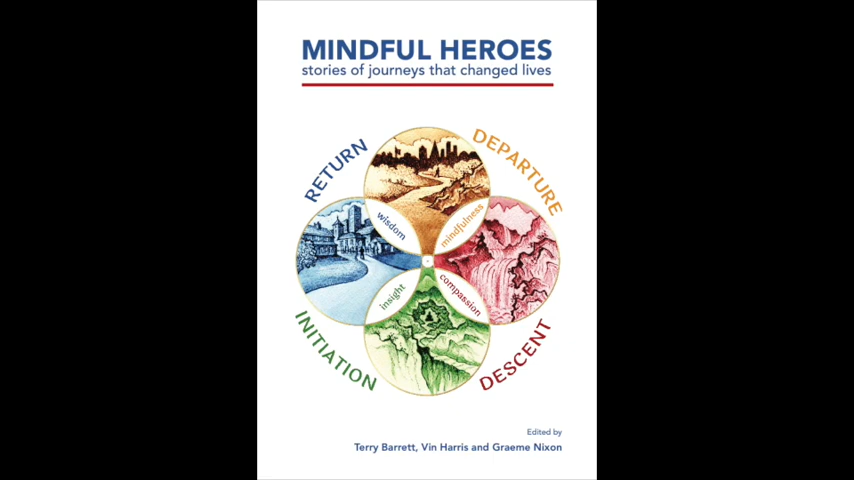 MINDFUL HEROES
stories of journeys that changed lives
RETURN
DEPARTURE
wisdom
mindfulness
insight
compassion
INITIATION
DESCENT
Edited by
Terry Barrett, Vin Harris and Graeme Nixon